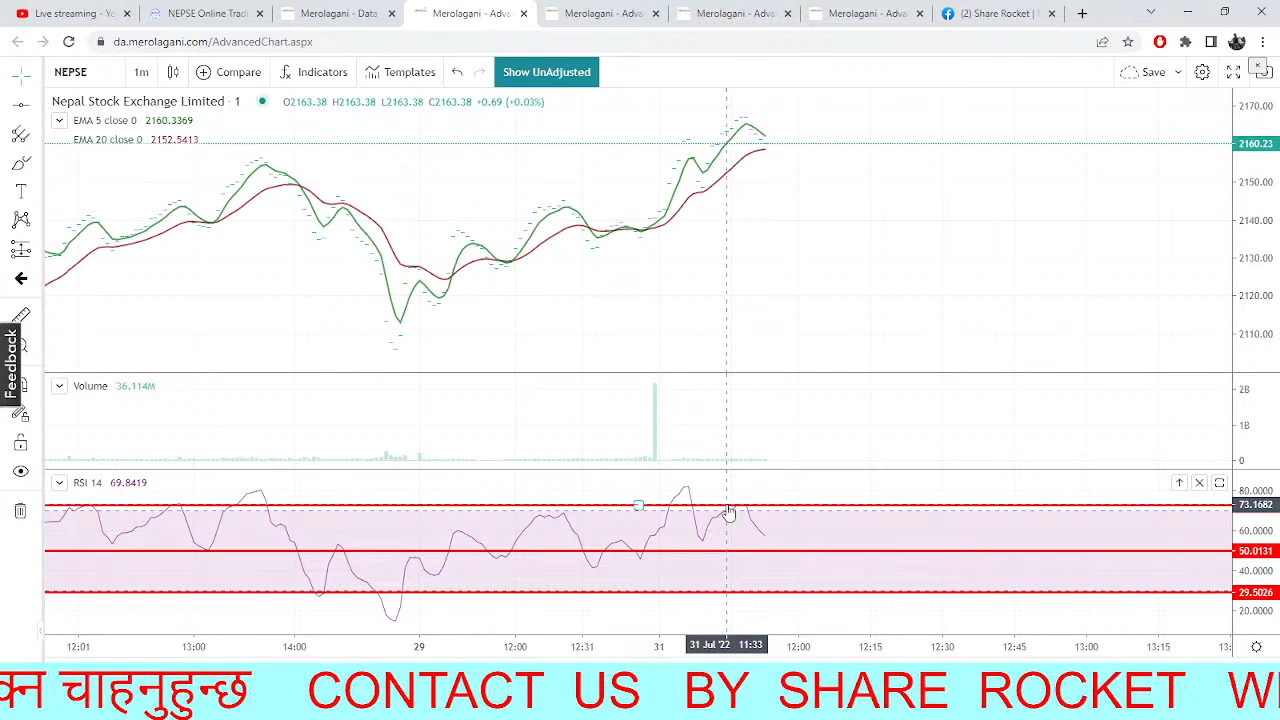 Live streaming - Yo
NEPSE Online Tradi
Merolagani - Data
Merolagani - Adva
Merolagani - Adva
Merolagani - Adva
Merolagani - Adva
(2) Share Rocket | E
da.merolagani.com/AdvancedChart.aspx
NEPSE
1m
Compare
Indicators
Templates
Show UnAdjusted
Save
Nepal Stock Exchange Limited · 1
O2163.38 H2163.38 L2163.38 C2163.38 +0.69 (+0.03%)
EMA 5 close 0 2160.3369
EMA 20 close 0 2152.5413
2170.00
2160.23
2150.00
2140.00
2130.00
2120.00
2110.00
Feedback
Volume 36.114M
2B
1B
0
RSI 14 69.8419
80.0000
73.1682
60.0000
50.0131
40.0000
29.5026
20.0000
12:01 13:00 14:00 29 12:00 12:31 31 31 Jul '22 11:33 12:00 12:15 12:30 12:45 13:00 13:15 13:
क्न चाहनुहुन्छ CONTACT US BY SHARE ROCKET WI